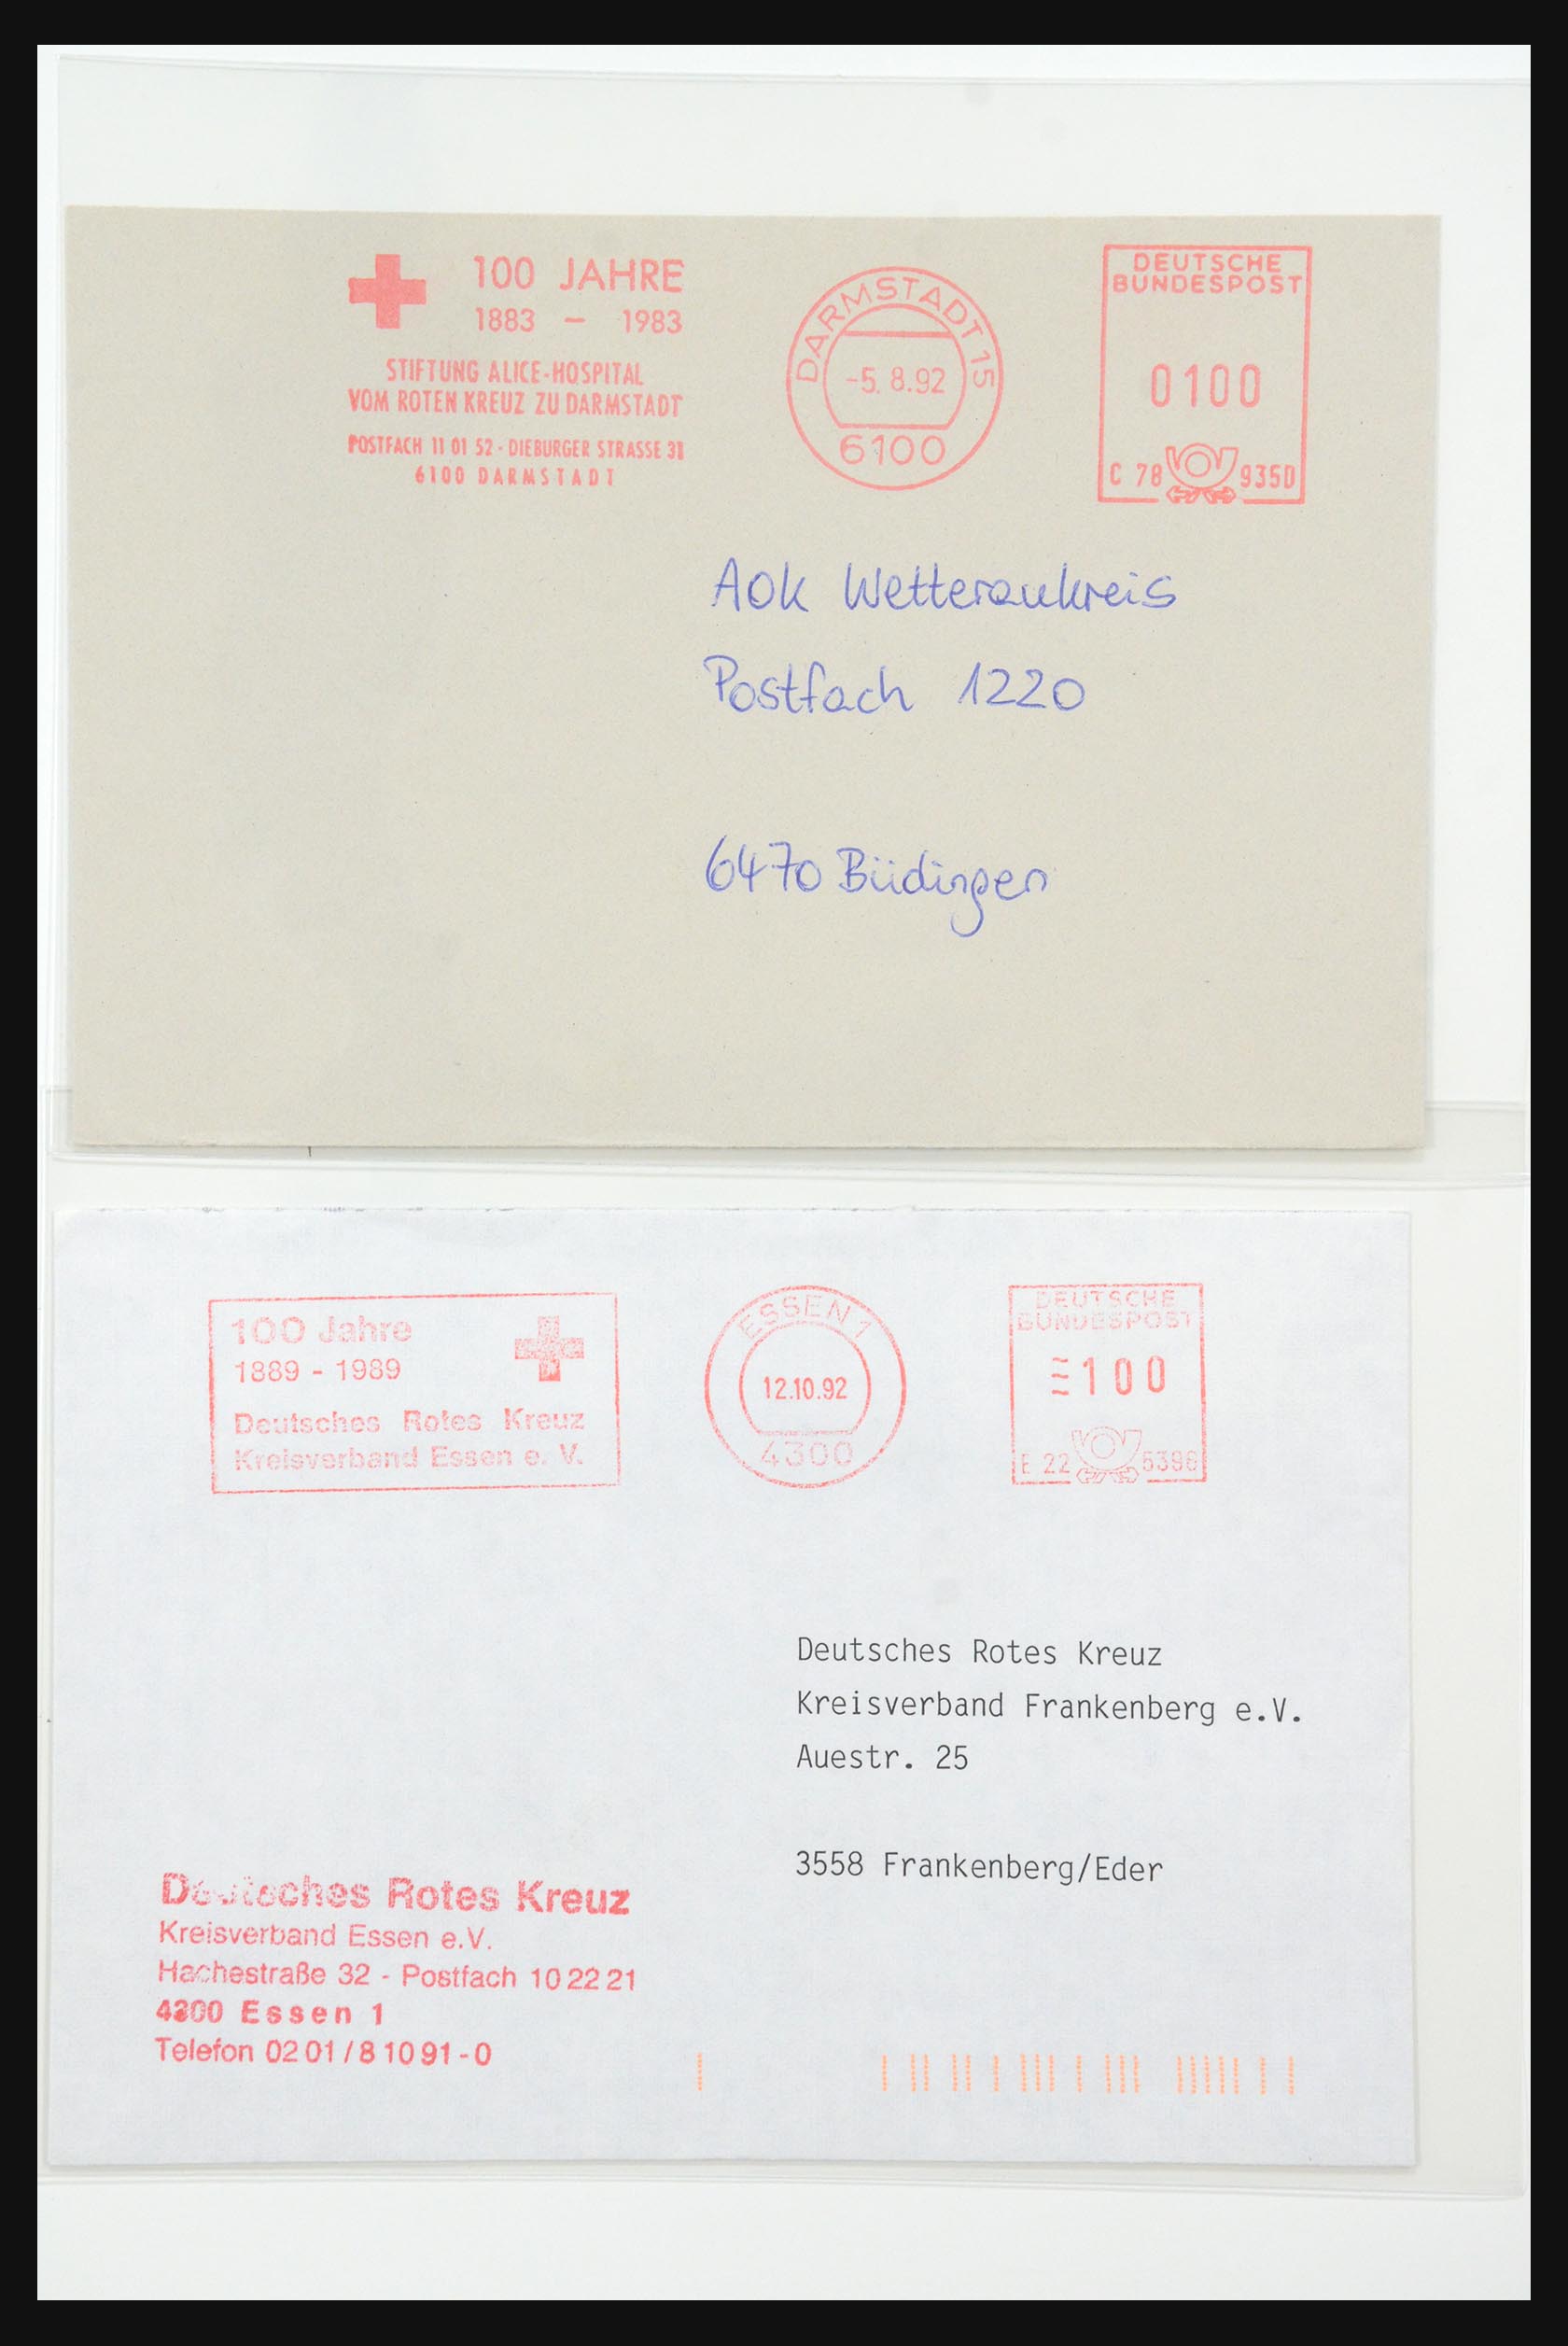 100 JAHRE
1883 – 1983
STIFTUNG ALICE-HOSPITAL
VOM ROTEN KREUZ ZU DARMSTADT
POSTFACH 11 01 52 - DIEBURGER STRASSE 31
6100 DARMSTADT
DARMSTADT 15
-5. 8.92
6100
DEUTSCHE
BUNDESPOST
0100
C 78 935D
AOK Wetteraukreis
Postfach 1220
6470 Büdingen
100 Jahre
1889 - 1989
Deutsches Rotes Kreuz
Kreisverband Essen e. V.
ESSEN 1
12.10.92
4300
DEUTSCHE
BUNDESPOST
100
E 22 5396
Deutsches Rotes Kreuz
Kreisverband Frankenberg e.V.
Auestr. 25
3558 Frankenberg/Eder
Deutsches Rotes Kreuz
Kreisverband Essen e.V.
Hachestraße 32 - Postfach 10 22 21
4300 Essen 1
Telefon 02 01 / 8 10 91 - 0